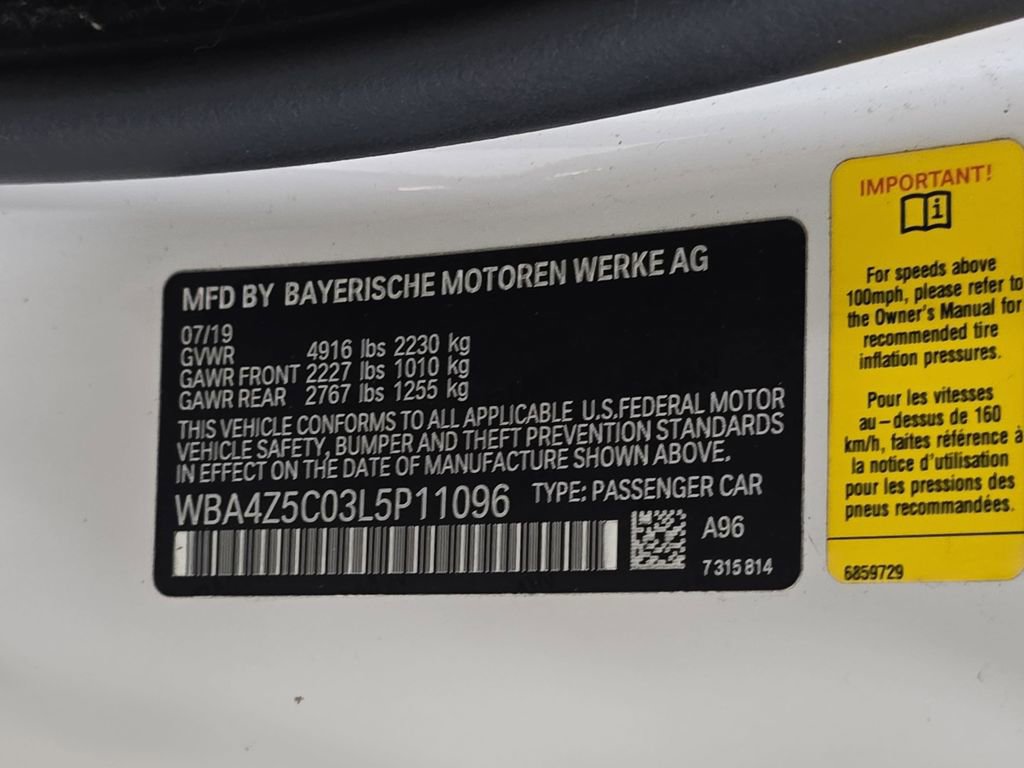 MFD BY BAYERISCHE MOTOREN WERKE AG
07/19
GVWR 4916 lbs 2230 kg
GAWR FRONT 2227 lbs 1010 kg
GAWR REAR 2767 lbs 1255 kg
THIS VEHICLE CONFORMS TO ALL APPLICABLE U.S.FEDERAL MOTOR
VEHICLE SAFETY, BUMPER AND THEFT PREVENTION STANDARDS
IN EFFECT ON THE DATE OF MANUFACTURE SHOWN ABOVE.
WBA4Z5C03L5P11096 TYPE: PASSENGER CAR
A96
7315814
IMPORTANT!
i
For speeds above
100mph, please refer to
the Owner's Manual for
recommended tire
inflation pressures.
Pour les vitesses
au-dessus de 160
km/h, faites référence à
la notice d'utilisation
pour les pressions des
pneus recommandées.
6859729